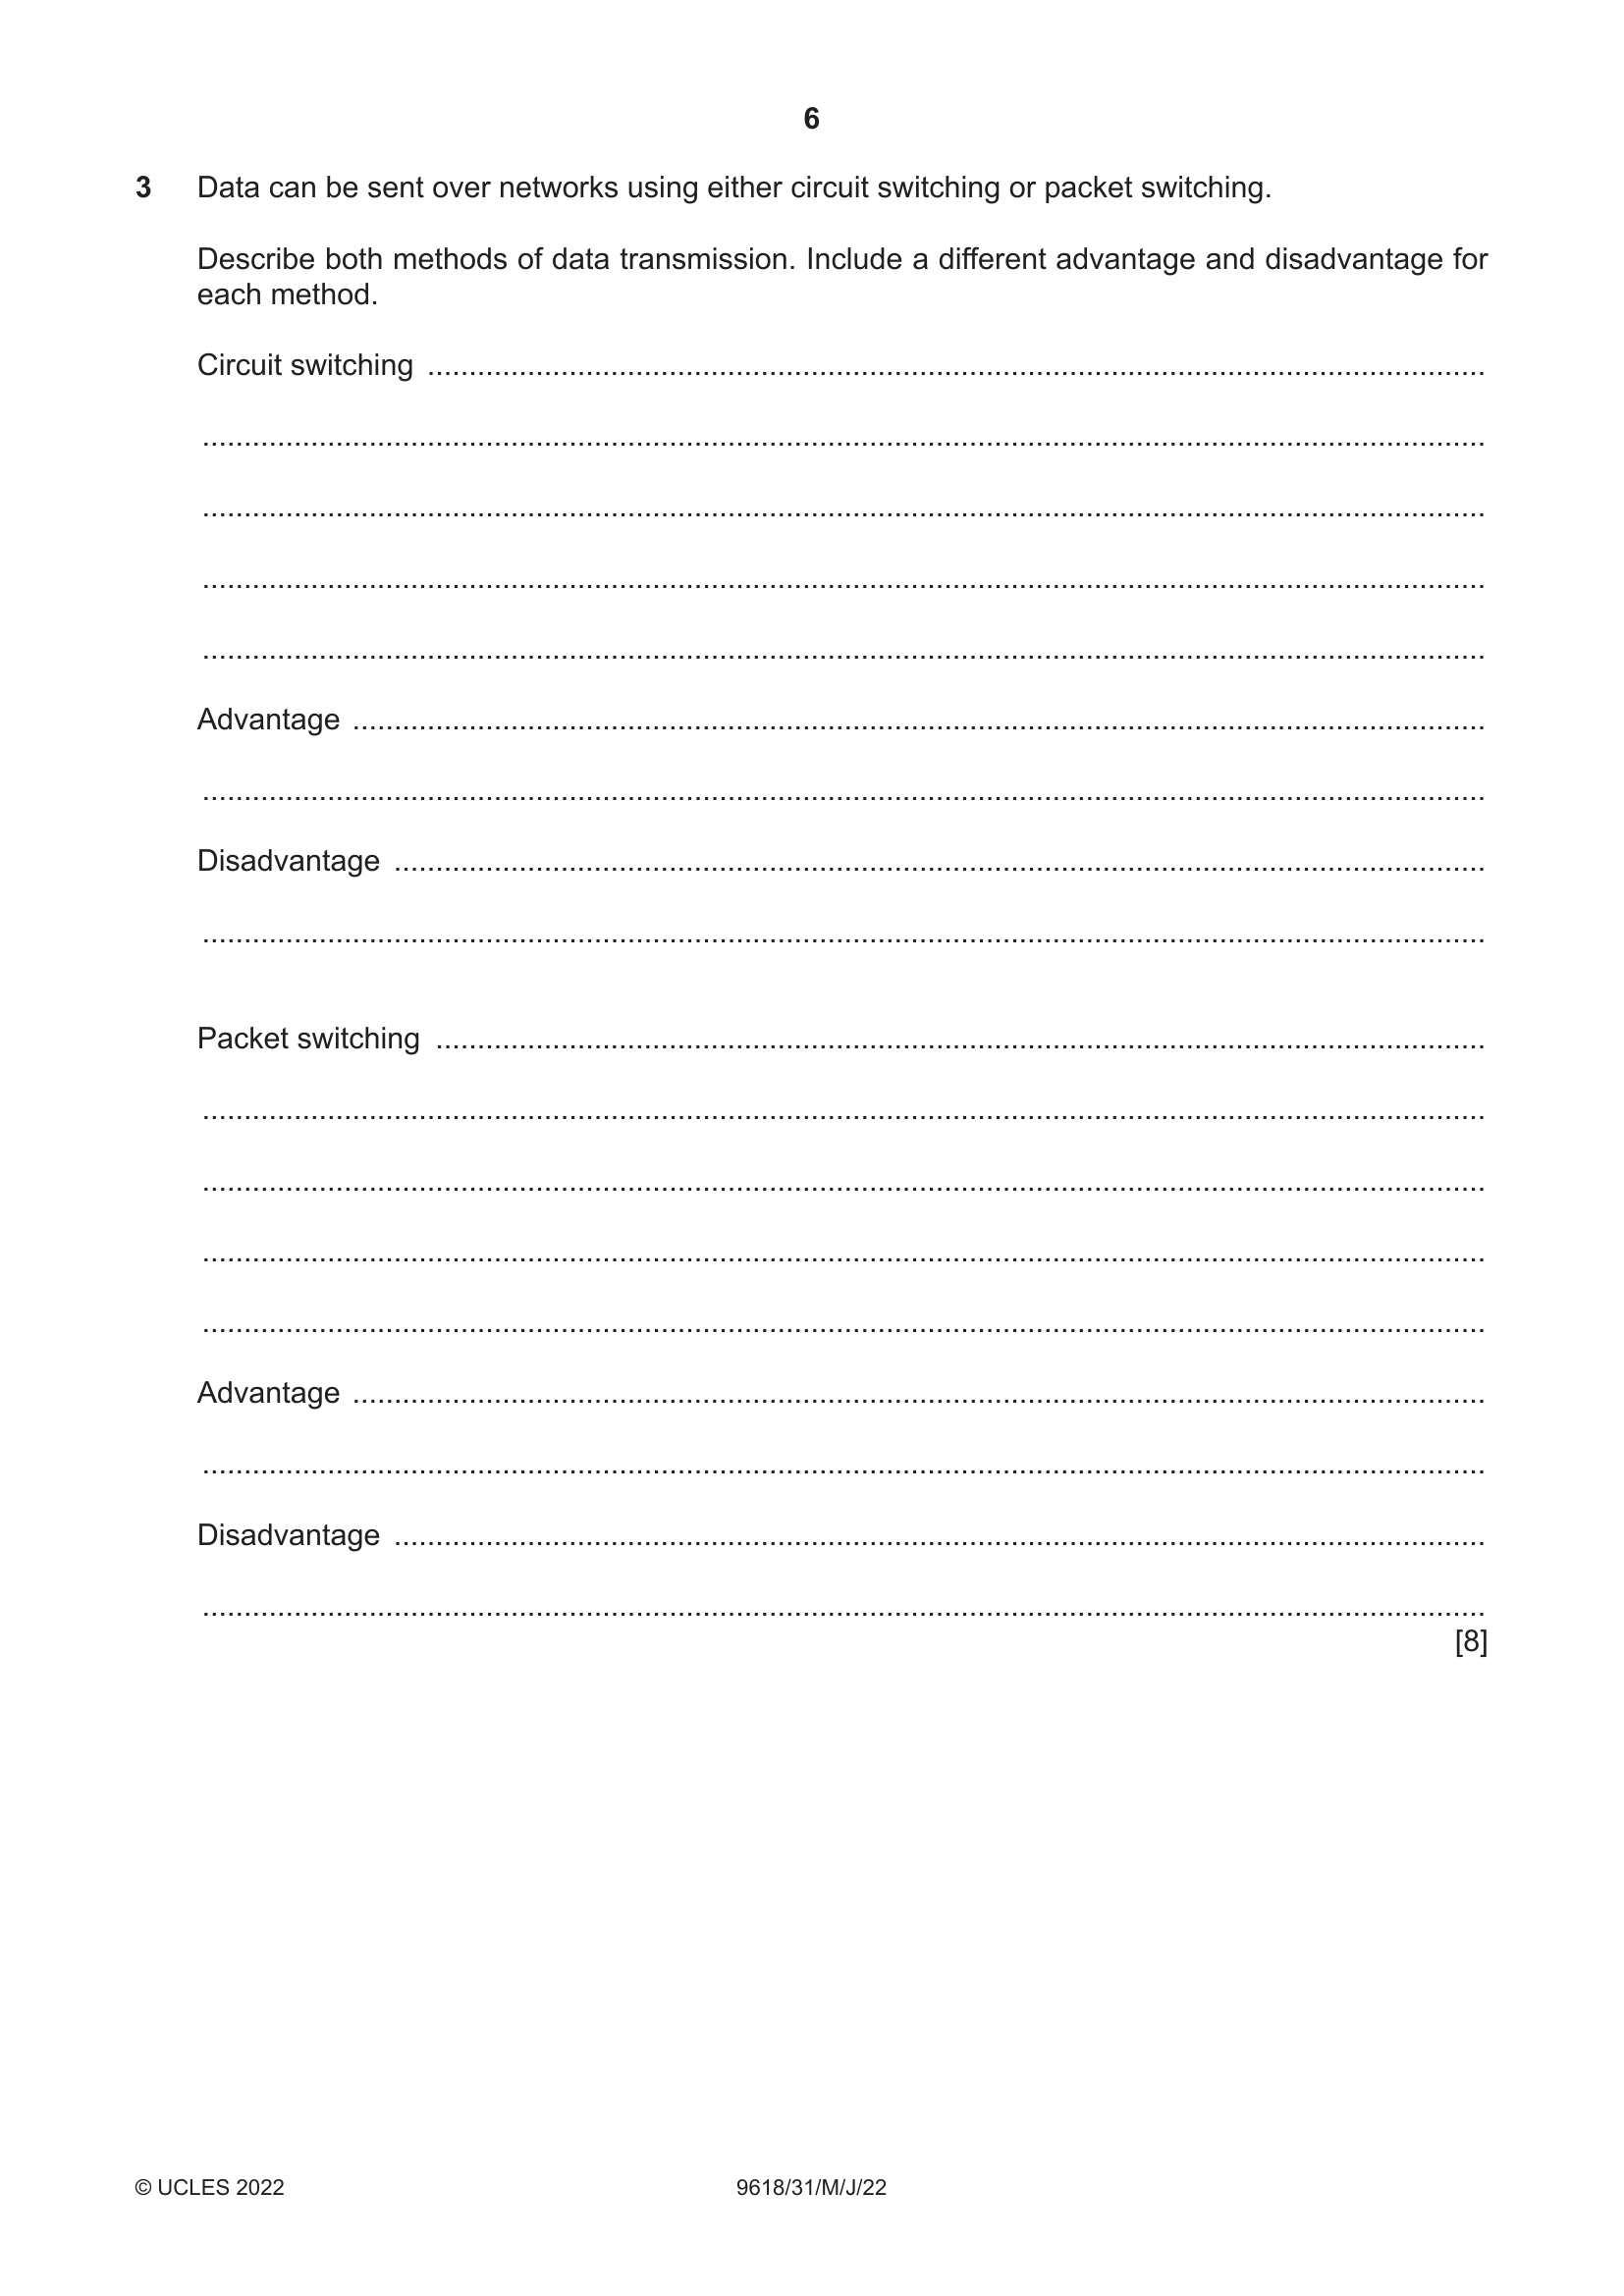 6
3 Data can be sent over networks using either circuit switching or packet switching.
Describe both methods of data transmission. Include a different advantage and disadvantage for
each method.
Circuit switching ................................................................................................................................
...........................................................................................................................................................
...........................................................................................................................................................
...........................................................................................................................................................
...........................................................................................................................................................
Advantage .........................................................................................................................................
...........................................................................................................................................................
Disadvantage ....................................................................................................................................
...........................................................................................................................................................
Packet switching ...............................................................................................................................
...........................................................................................................................................................
...........................................................................................................................................................
...........................................................................................................................................................
...........................................................................................................................................................
Advantage .........................................................................................................................................
...........................................................................................................................................................
Disadvantage ....................................................................................................................................
...........................................................................................................................................................
[8]
© UCLES 2022 9618/31/M/J/22